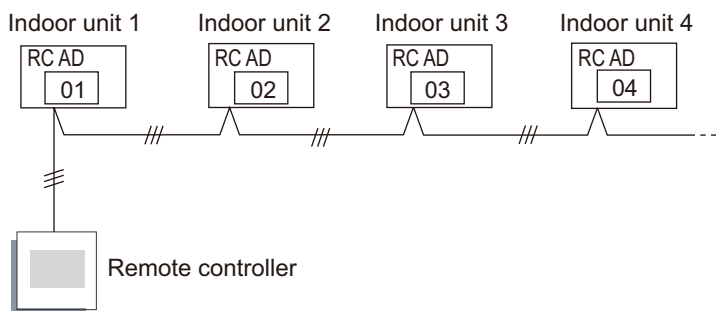 Indoor unit 1 Indoor unit 2 Indoor unit 3 Indoor unit 4
RC AD RC AD RC AD RC AD
01 02 03 04
Remote controller